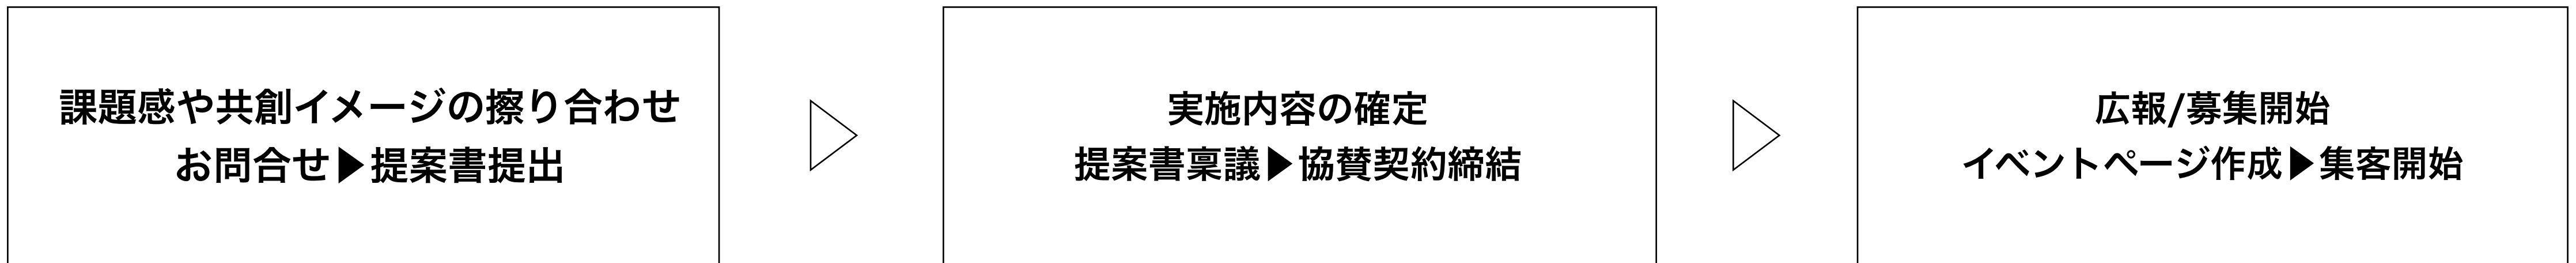 課題感や共創イメージの擦り合わせ
お問合せ▶提案書提出
実施内容の確定
提案書稟議▶協賛契約締結
広報/募集開始
イベントページ作成▶集客開始